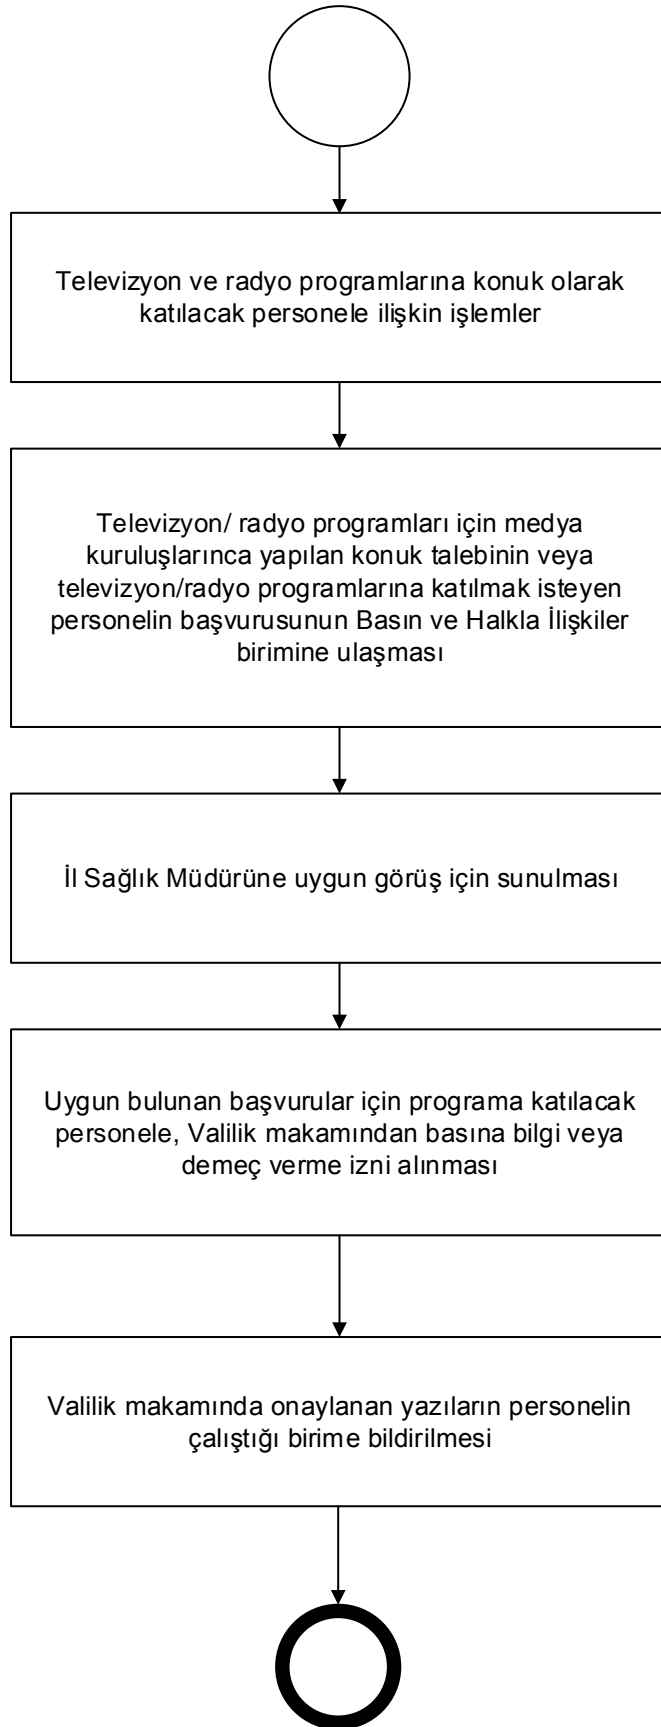 Televizyon ve radyo programlarına konuk olarak
katılacak personele ilişkin işlemler
Televizyon/ radyo programları için medya
kuruluşlarınca yapılan konuk talebinin veya
televizyon/radyo programlarına katılmak isteyen
personelin başvurusunun Basın ve Halkla İlişkiler
birimine ulaşması
İl Sağlık Müdürüne uygun görüş için sunulması
Uygun bulunan başvurular için programa katılacak
personele, Valilik makamından basına bilgi veya
demeç verme izni alınması
Valilik makamında onaylanan yazıların personelin
çalıştığı birime bildirilmesi